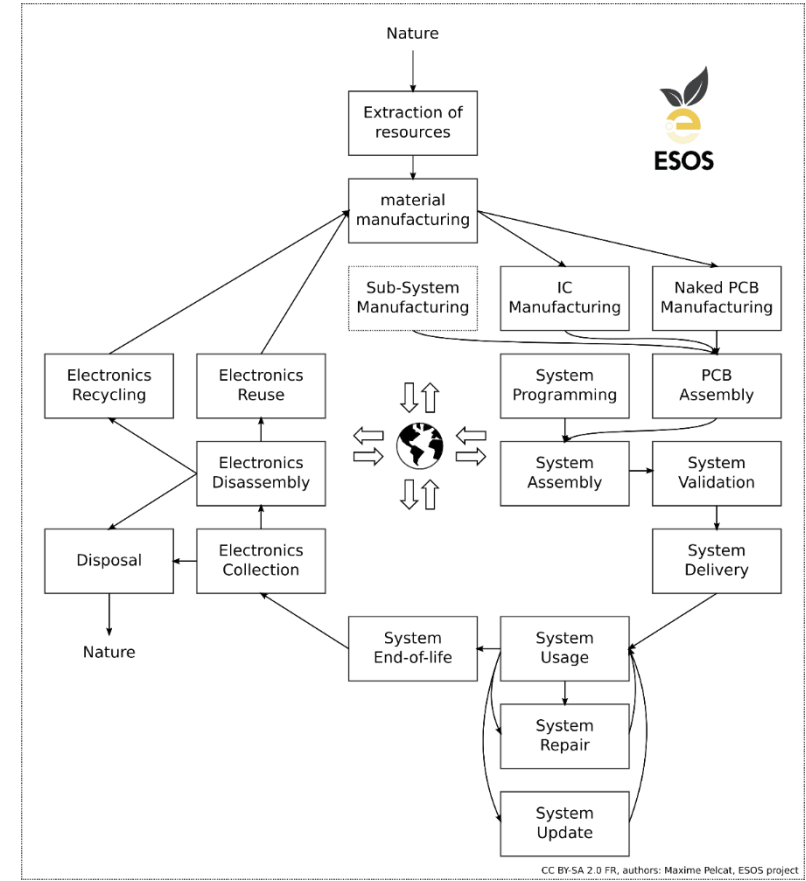 Nature
Extraction of
resources
ESOS
material
manufacturing
Sub-System
Manufacturing
IC
Manufacturing
Naked PCB
Manufacturing
Electronics
Recycling
Electronics
Reuse
System
Programming
PCB
Assembly
Electronics
Disassembly
System
Assembly
System
Validation
Disposal
Electronics
Collection
System
Delivery
Nature
System
End-of-life
System
Usage
System
Repair
System
Update
CC BY-SA 2.0 FR, authors: Maxime Pelcat, ESOS project